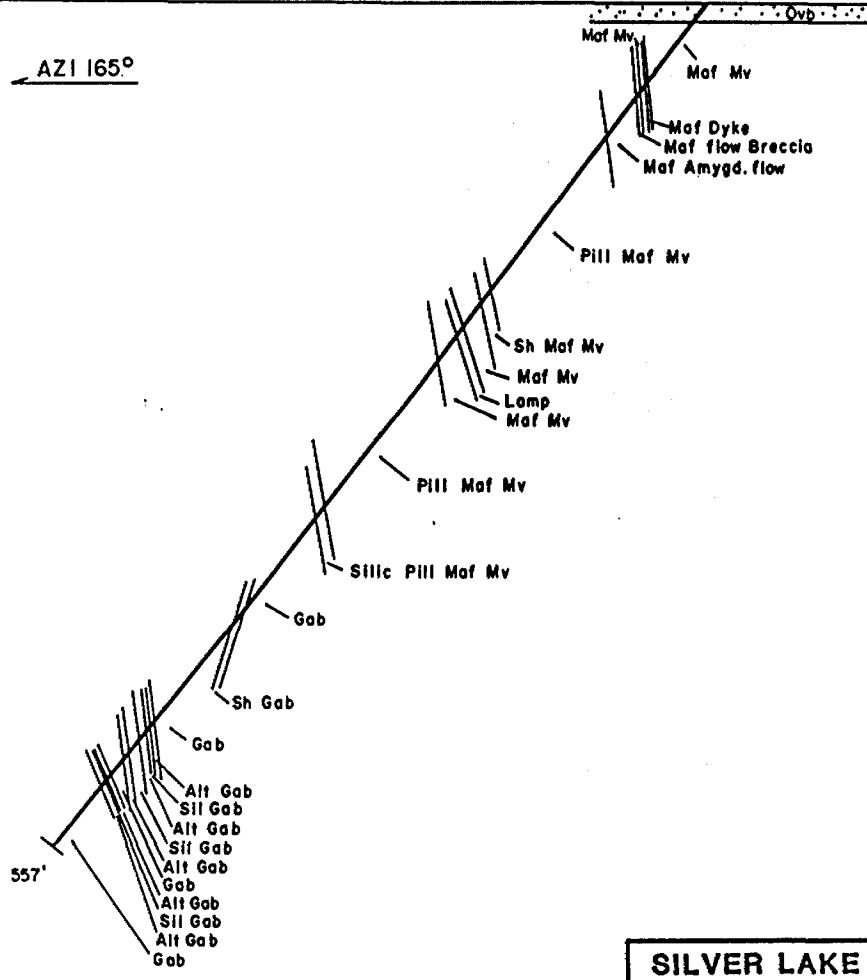 Ovb
Maf Mv
AZI 165.°
Maf Mv
Maf Dyke
Maf flow Breccia
Maf Amygd. flow
Pill Maf Mv
Sh Maf Mv
Maf Mv
Lamp
Maf Mv
Pill Maf Mv
Silic Pill Maf Mv
Gab
Sh Gab
Gab
Alt Gab
Sil Gab
Alt Gab
Sil Gab
Alt Gab
557'
Gab
Alt Gab
Sil Gab
Alt Gab
Gab
SILVER LAKE